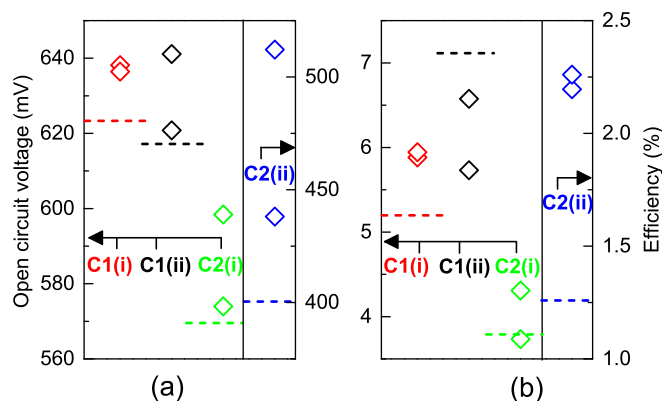 Open circuit voltage (mV)
640
620
600
580
560
C1(i)
C1(ii)
C2(i)
C2(ii)
500
450
400
(a)
(b)
7
6
5
4
C1(i)
C1(ii)
C2(i)
C2(ii)
2.5
2.0
1.5
1.0
Efficiency (%)